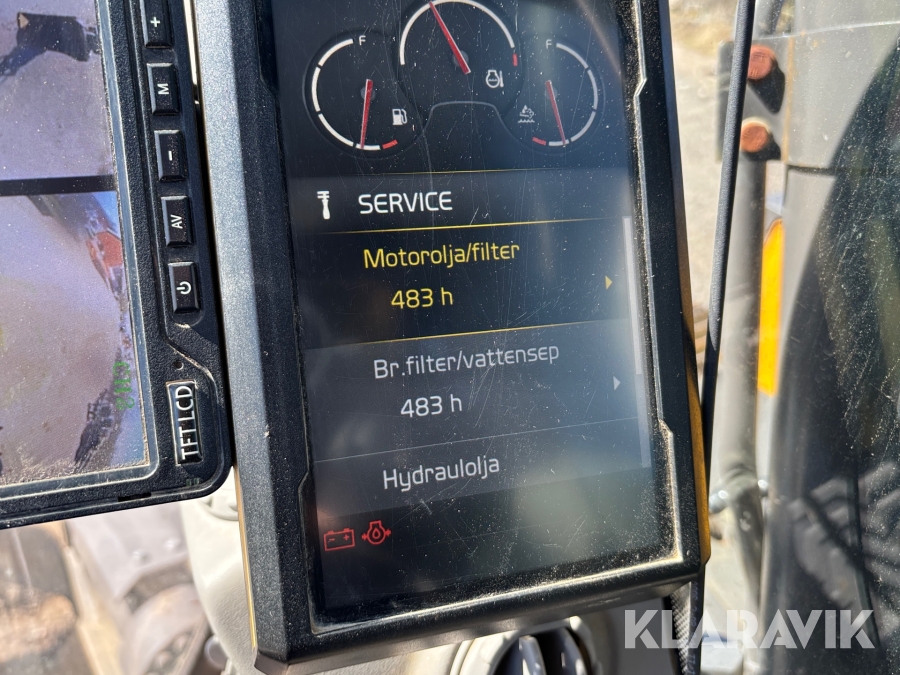 F
F
+
M
-
AV
TFT LCD
SERVICE
Motorolja/filter
483 h
Br.filter/vattensep
483 h
Hydraulolja
KLARAVIK